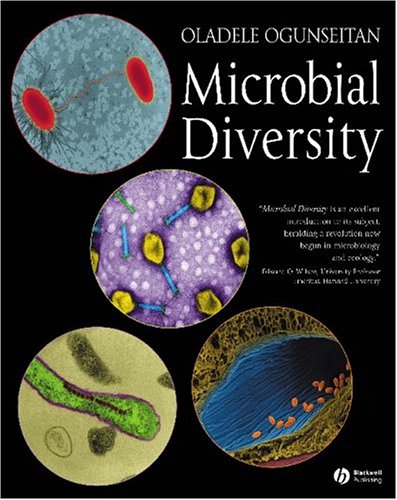 OLADELE OGUNSEITAN
Microbial
Diversity
"Microbial Diversity is an excellent
introduction to its subject,
heralding a revolution now
begun in microbiology
and ecology."
Edward O. Wilson, University Professor
Emeritus, Harvard University
Blackwell
Publishing